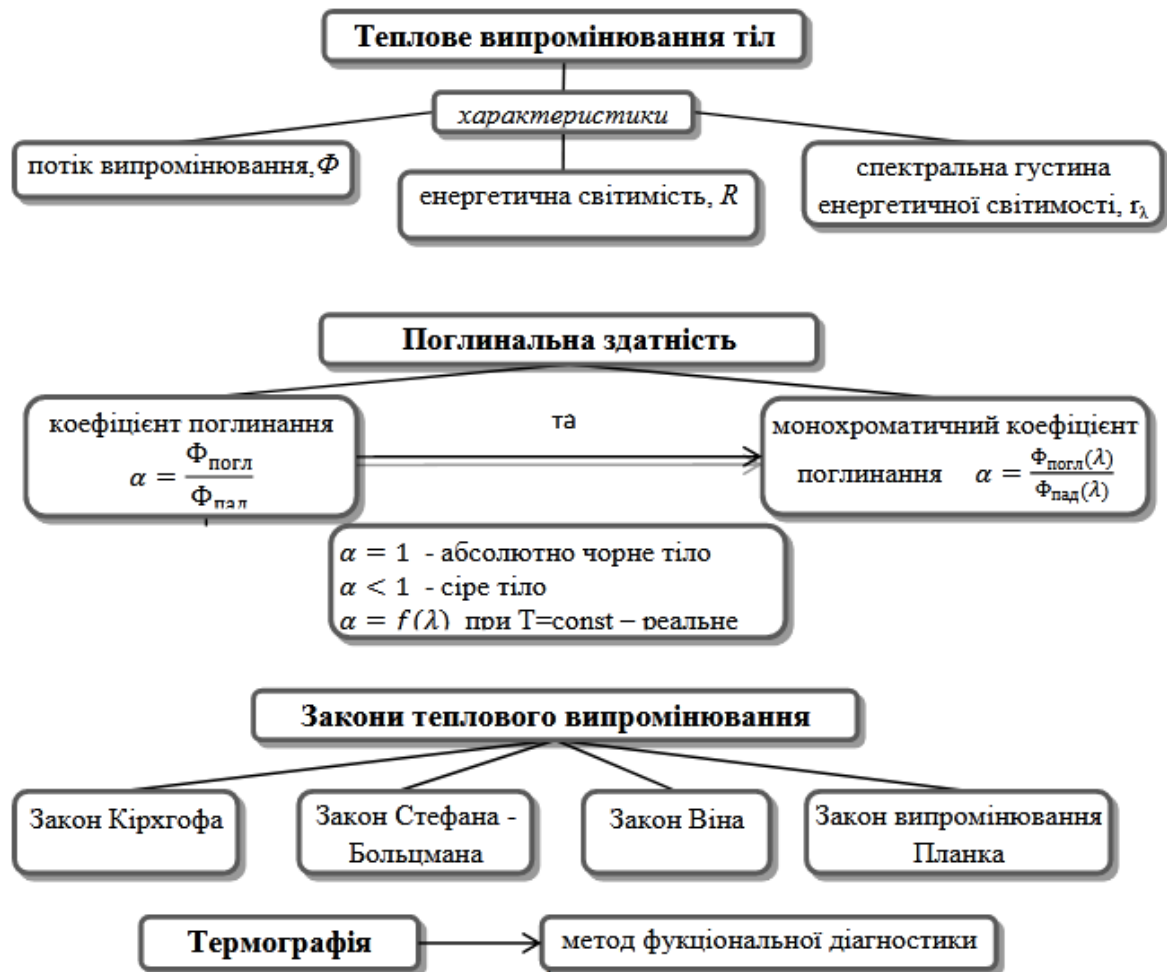 Теплове випромінювання тіл
характеристики
потік випромінювання,Φ
енергетична світимість, R
спектральна густина
енергетичної світимості, rλ
Поглинальна здатність
коефіцієнт поглинання
α = Φпогл / Φпад
та
монохроматичний коефіцієнт
поглинання α = Φпогл(λ) / Φпад(λ)
α = 1 - абсолютно чорне тіло
α < 1 - сіре тіло
α = f(λ) при T=const – реальне
Закони теплового випромінювання
Закон Кірхгофа
Закон Стефана -
Больцмана
Закон Віна
Закон випромінювання
Планка
Термографія
метод фукціональної діагностики